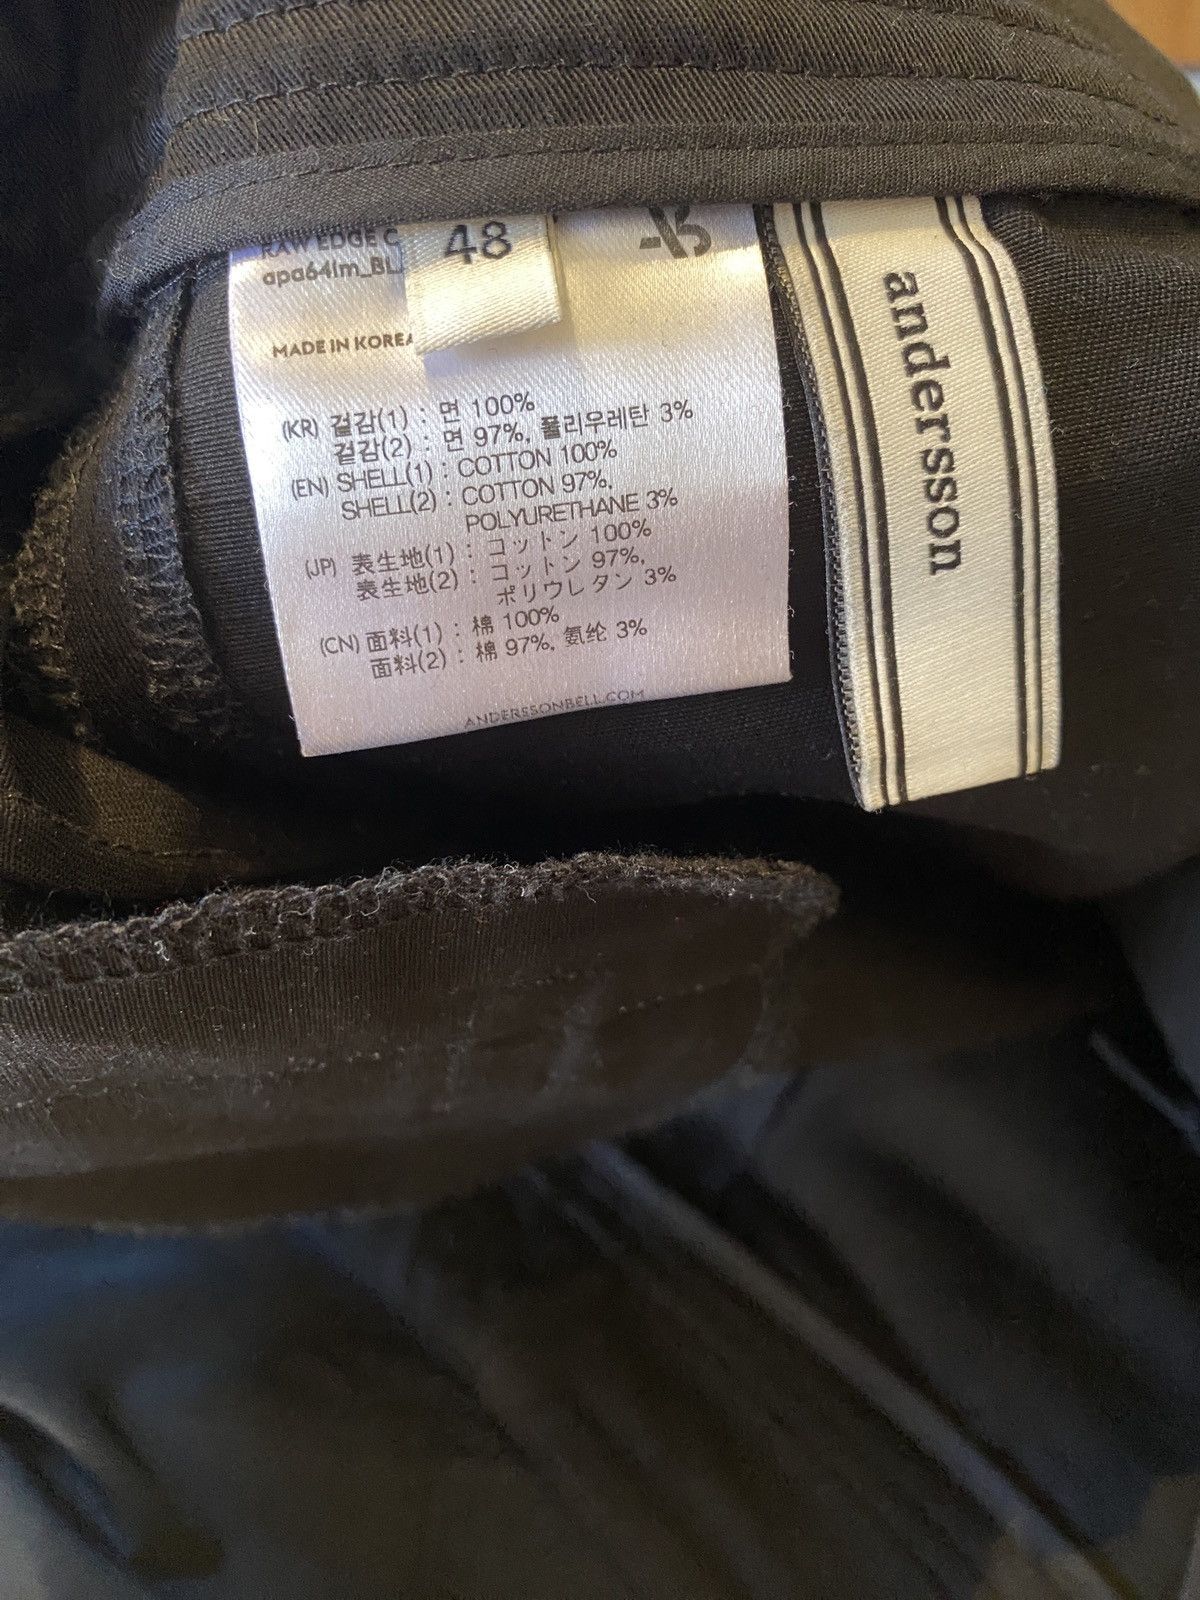 RAW EDGE C
apa641m_BL
48
MADE IN KOREA
(KR) 겉감(1) : 면 100%
겉감(2) : 면 97%, 폴리우레탄 3%
(EN) SHELL(1) : COTTON 100%
SHELL(2) : COTTON 97%,
POLYURETHANE 3%
(JP) 表生地(1) : コットン 100%
表生地(2) : コットン 97%,
ポリウレタン 3%
(CN) 面料(1) : 棉 100%
面料(2) : 棉 97%, 氨纶 3%
ANDERSSONBELL.COM
andersson